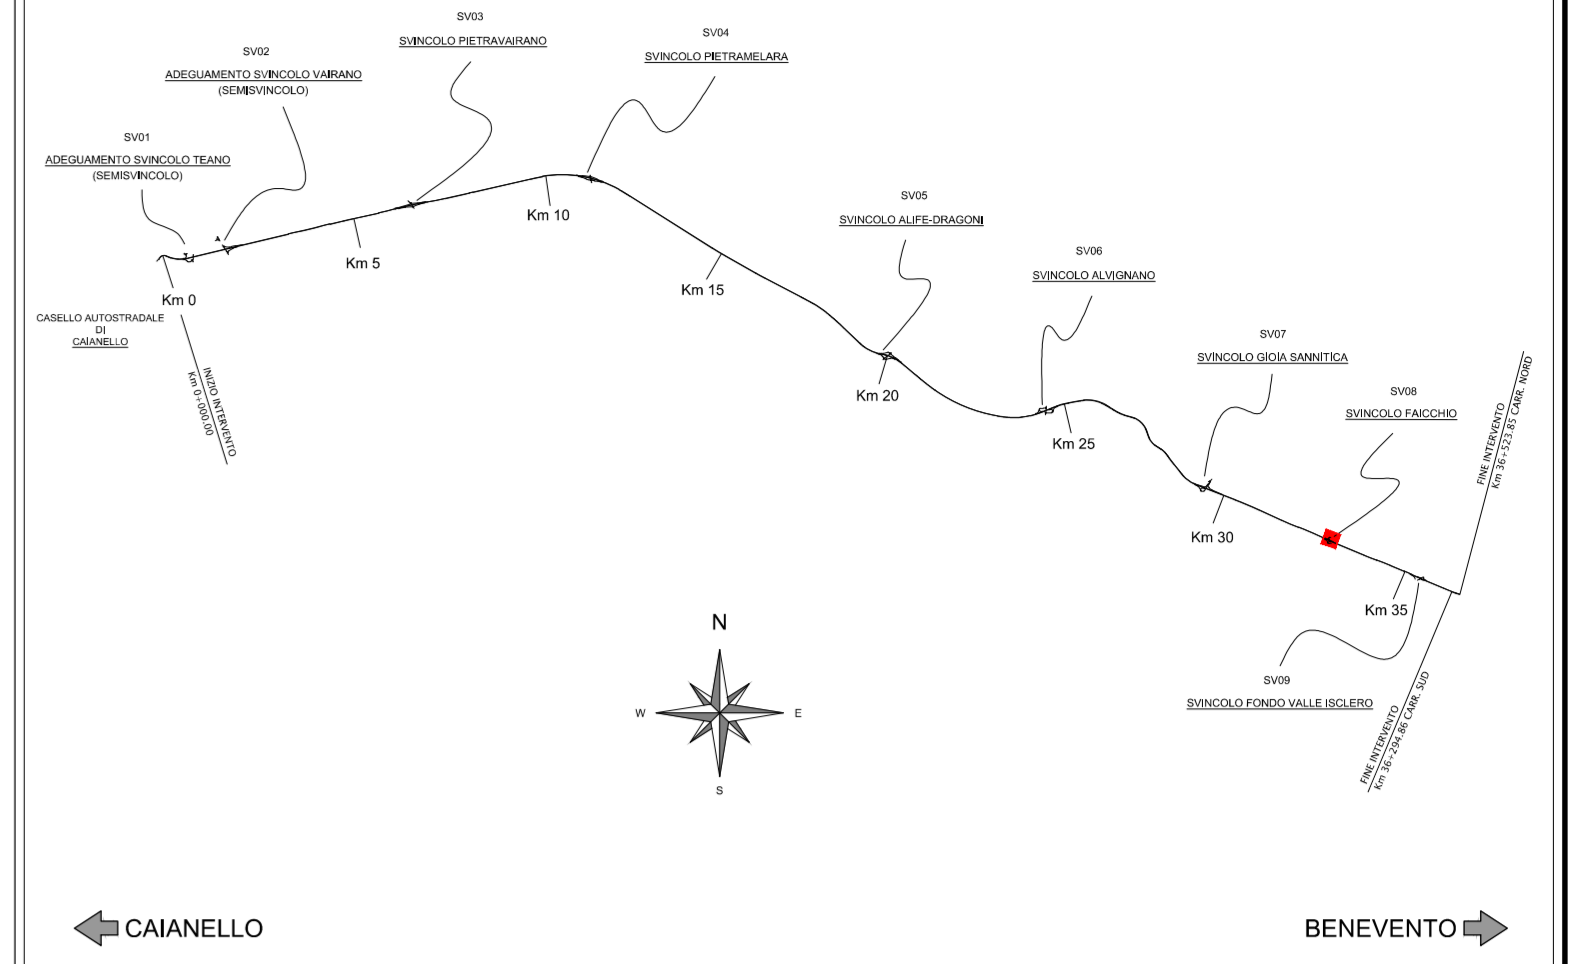 SV03
SVINCOLO PIETRAVAIRANO
SV04
SVINCOLO PIETRAMELARA
SV02
ADEGUAMENTO SVINCOLO VAIRANO
(SEMISVINCOLO)
SV01
ADEGUAMENTO SVINCOLO TEANO
(SEMISVINCOLO)
Km 0
CASELLO AUTOSTRADALE
DI
CAIANELLO
INIZIO INTERVENTO
Km 0+000.00
Km 5
Km 10
Km 15
SV05
SVINCOLO ALIFE-DRAGONI
Km 20
SV06
SVINCOLO ALVIGNANO
Km 25
SV07
SVINCOLO GIOIA SANNITICA
Km 30
SV08
SVINCOLO FAICCHIO
FINE INTERVENTO
Km 36+523.85 CARR. NORD
Km 35
SV09
SVINCOLO FONDO VALLE ISCLERO
FINE INTERVENTO
Km 36+294.86 CARR. SUD
N
W
E
S
CAIANELLO
BENEVENTO